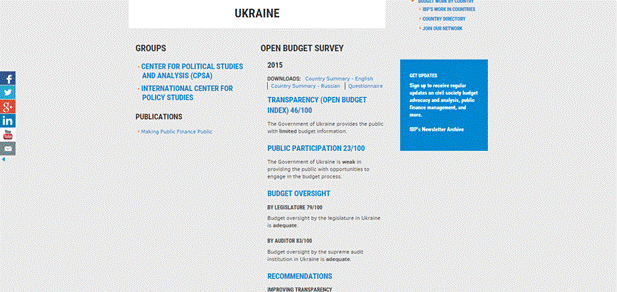 UKRAINE
GROUPS
CENTER FOR POLITICAL STUDIES
AND ANALYSIS (CPSA)
INTERNATIONAL CENTER FOR
POLICY STUDIES
PUBLICATIONS
Making Public Finance Public
OPEN BUDGET SURVEY
2015
DOWNLOADS: Country Summary - English
| Country Summary - Russian | Questionnaire
TRANSPARENCY (OPEN BUDGET
INDEX) 46/100
The Government of Ukraine provides the public
with limited budget information.
PUBLIC PARTICIPATION 23/100
The Government of Ukraine is weak in
providing the public with opportunities to
engage in the budget process.
BUDGET OVERSIGHT
BY LEGISLATURE 79/100
Budget oversight by the legislature in Ukraine
is adequate.
BY AUDITOR 83/100
Budget oversight by the supreme audit
institution in Ukraine is adequate.
RECOMMENDATIONS
IMPROVING TRANSPARENCY
BUDGET WORK BY COUNTRY
IBP'S WORK IN COUNTRIES
COUNTRY DIRECTORY
JOIN OUR NETWORK
GET UPDATES
Sign up to receive regular
updates on civil society budget
advocacy and analysis, public
finance management, and
more.
IBP's Newsletter Archive
You
Tube